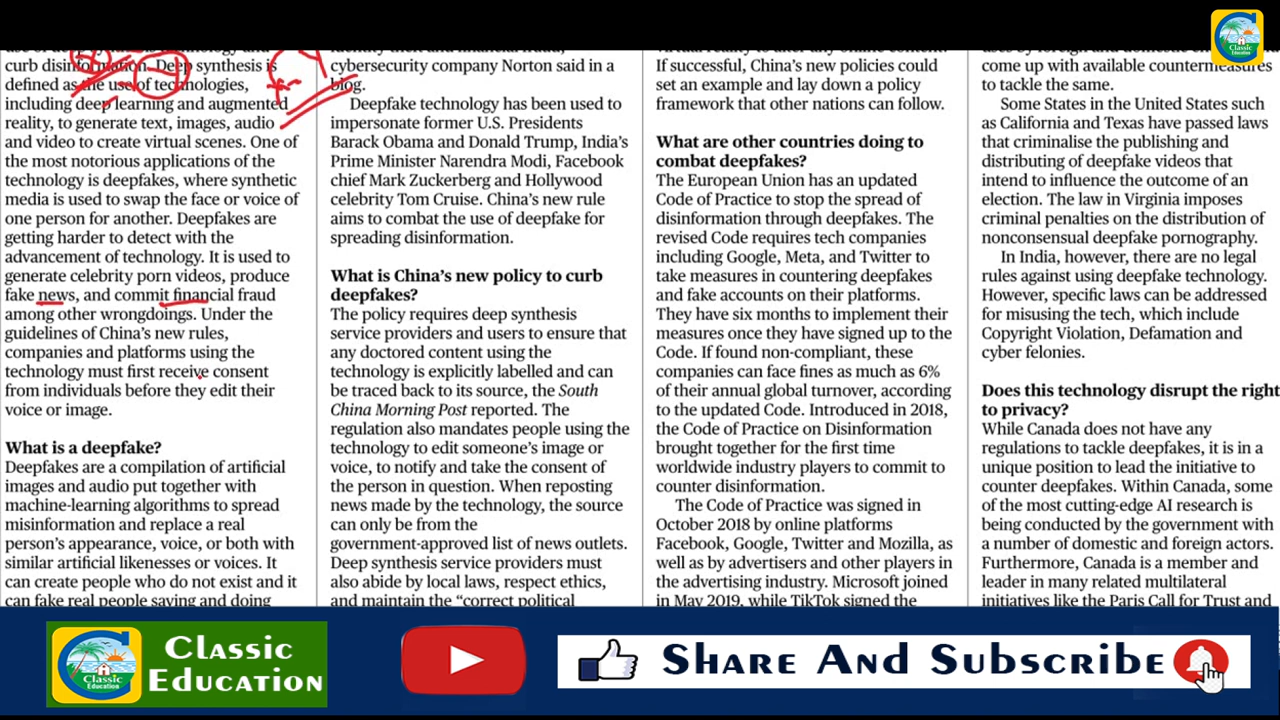 curb disinformation. Deep synthesis is
defined as the use of technologies,
including deep learning and augmented
reality, to generate text, images, audio
and video to create virtual scenes. One of
the most notorious applications of the
technology is deepfakes, where synthetic
media is used to swap the face or voice of
one person for another. Deepfakes are
getting harder to detect with the
advancement of technology. It is used to
generate celebrity porn videos, produce
fake news, and commit financial fraud
among other wrongdoings. Under the
guidelines of China's new rules,
companies and platforms using the
technology must first receive consent
from individuals before they edit their
voice or image.
What is a deepfake?
Deepfakes are a compilation of artificial
images and audio put together with
machine-learning algorithms to spread
misinformation and replace a real
person's appearance, voice, or both with
similar artificial likenesses or voices. It
can create people who do not exist and it
can fake real people saying and doing
cybersecurity company Norton said in a
blog.
Deepfake technology has been used to
impersonate former U.S. Presidents
Barack Obama and Donald Trump, India's
Prime Minister Narendra Modi, Facebook
chief Mark Zuckerberg and Hollywood
celebrity Tom Cruise. China's new rule
aims to combat the use of deepfake for
spreading disinformation.
What is China's new policy to curb
deepfakes?
The policy requires deep synthesis
service providers and users to ensure that
any doctored content using the
technology is explicitly labelled and can
be traced back to its source, the South
China Morning Post reported. The
regulation also mandates people using the
technology to edit someone's image or
voice, to notify and take the consent of
the person in question. When reposting
news made by the technology, the source
can only be from the
government-approved list of news outlets.
Deep synthesis service providers must
also abide by local laws, respect ethics,
and maintain the "correct political
If successful, China's new policies could
set an example and lay down a policy
framework that other nations can follow.
What are other countries doing to
combat deepfakes?
The European Union has an updated
Code of Practice to stop the spread of
disinformation through deepfakes. The
revised Code requires tech companies
including Google, Meta, and Twitter to
take measures in countering deepfakes
and fake accounts on their platforms.
They have six months to implement their
measures once they have signed up to the
Code. If found non-compliant, these
companies can face fines as much as 6%
of their annual global turnover, according
to the updated Code. Introduced in 2018,
the Code of Practice on Disinformation
brought together for the first time
worldwide industry players to commit to
counter disinformation.
The Code of Practice was signed in
October 2018 by online platforms
Facebook, Google, Twitter and Mozilla, as
well as by advertisers and other players in
the advertising industry. Microsoft joined
in May 2019, while TikTok signed the
come up with available countermeasures
to tackle the same.
Some States in the United States such
as California and Texas have passed laws
that criminalise the publishing and
distributing of deepfake videos that
intend to influence the outcome of an
election. The law in Virginia imposes
criminal penalties on the distribution of
nonconsensual deepfake pornography.
In India, however, there are no legal
rules against using deepfake technology.
However, specific laws can be addressed
for misusing the tech, which include
Copyright Violation, Defamation and
cyber felonies.
Does this technology disrupt the right
to privacy?
While Canada does not have any
regulations to tackle deepfakes, it is in a
unique position to lead the initiative to
counter deepfakes. Within Canada, some
of the most cutting-edge AI research is
being conducted by the government with
a number of domestic and foreign actors.
Furthermore, Canada is a member and
leader in many related multilateral
initiatives like the Paris Call for Trust and
Classic
Education
Classic
Education
Classic
Education
Share And Subscribe